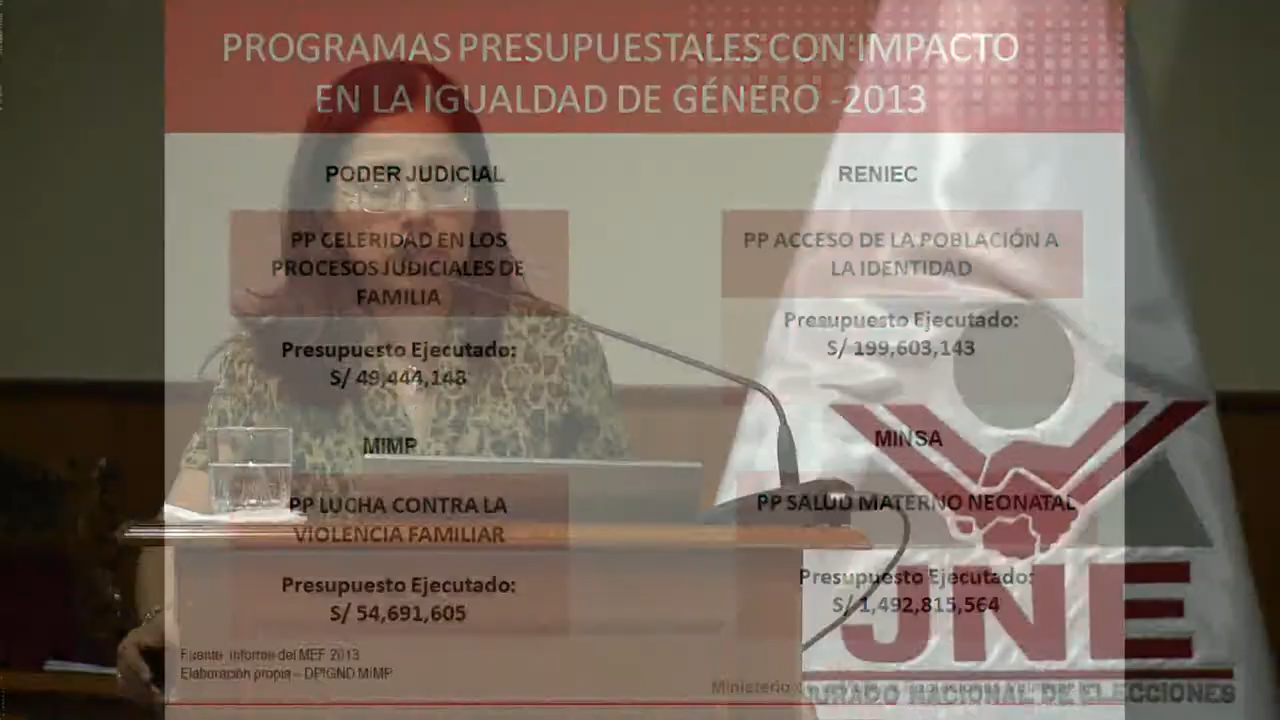 PROGRAMAS PRESUPUESTALES CON IMPACTO
EN LA IGUALDAD DE GÉNERO -2013
PODER JUDICIAL
PP CELERIDAD EN LOS
PROCESOS JUDICIALES DE
FAMILIA
Presupuesto Ejecutado:
S/ 49,444,148
RENIEC
PP ACCESO DE LA POBLACIÓN A
LA IDENTIDAD
Presupuesto Ejecutado:
S/ 199,603,143
MIMP
PP LUCHA CONTRA LA
VIOLENCIA FAMILIAR
Presupuesto Ejecutado:
S/ 54,691,605
MINSA
PP SALUD MATERNO NEONATAL
Presupuesto Ejecutado:
S/ 1,492,815,564
Fuente: Informe del MEF 2013
Elaboración propia – DPIGND MIMP
Ministerio
JNE
JURADO NACIONAL DE ELECCIONES